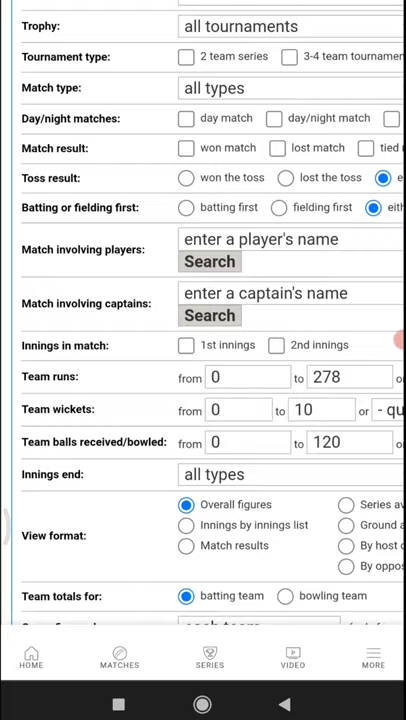 Trophy: all tournaments
Tournament type: 2 team series 3-4 team
Match type: all types
Day/night matches: day match day/night match
Match result: won match lost match tied
Toss result: won the toss lost the toss
Batting or fielding first: batting first fielding first
Match involving players: enter a player's name
Search
Match involving captains: enter a captain's name
Search
Innings in match: 1st innings 2nd innings
Team runs: from 0 to 278
Team wickets: from 0 to 10 or
Team balls received/bowled: from 0 to 120
Innings end: all types
View format:
Overall figures Series
Innings by innings list Ground
Match results By host
By
Team totals for: batting team bowling team
HOME MATCHES SERIES VIDEO MORE